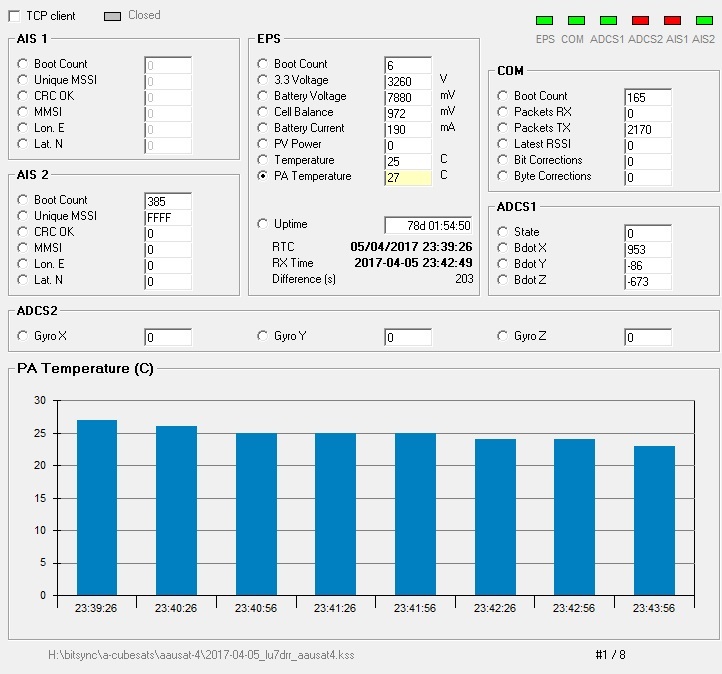 TCP client Closed
EPS COM ADCS1 ADCS2 AIS1 AIS2
AIS 1
Boot Count 0
Unique MSSI 0
CRC OK 0
MMSI 0
Lon. E 0
Lat. N 0
AIS 2
Boot Count 385
Unique MSSI FFFF
CRC OK 0
MMSI 0
Lon. E 0
Lat. N 0
EPS
Boot Count 6
3.3 Voltage 3260 V
Battery Voltage 7880 mV
Cell Balance 972 mV
Battery Current 190 mA
PV Power 0
Temperature 25 C
PA Temperature 27 C
Uptime 78d 01:54:50
RTC 05/04/2017 23:39:26
RX Time 2017-04-05 23:42:49
Difference (s) 203
COM
Boot Count 165
Packets RX 0
Packets TX 2170
Latest RSSI 0
Bit Corrections 0
Byte Corrections 0
ADCS1
State 0
Bdot X 953
Bdot Y -86
Bdot Z -673
ADCS2
Gyro X 0 Gyro Y 0 Gyro Z 0
PA Temperature (C)
30
25
20
15
10
5
0
23:39:26 23:40:26 23:40:56 23:41:26 23:41:56 23:42:26 23:42:56 23:43:56
H:\bitsync\a-cubesats\aausat-4\2017-04-05_lu7drr_aausat4.kss #1 / 8